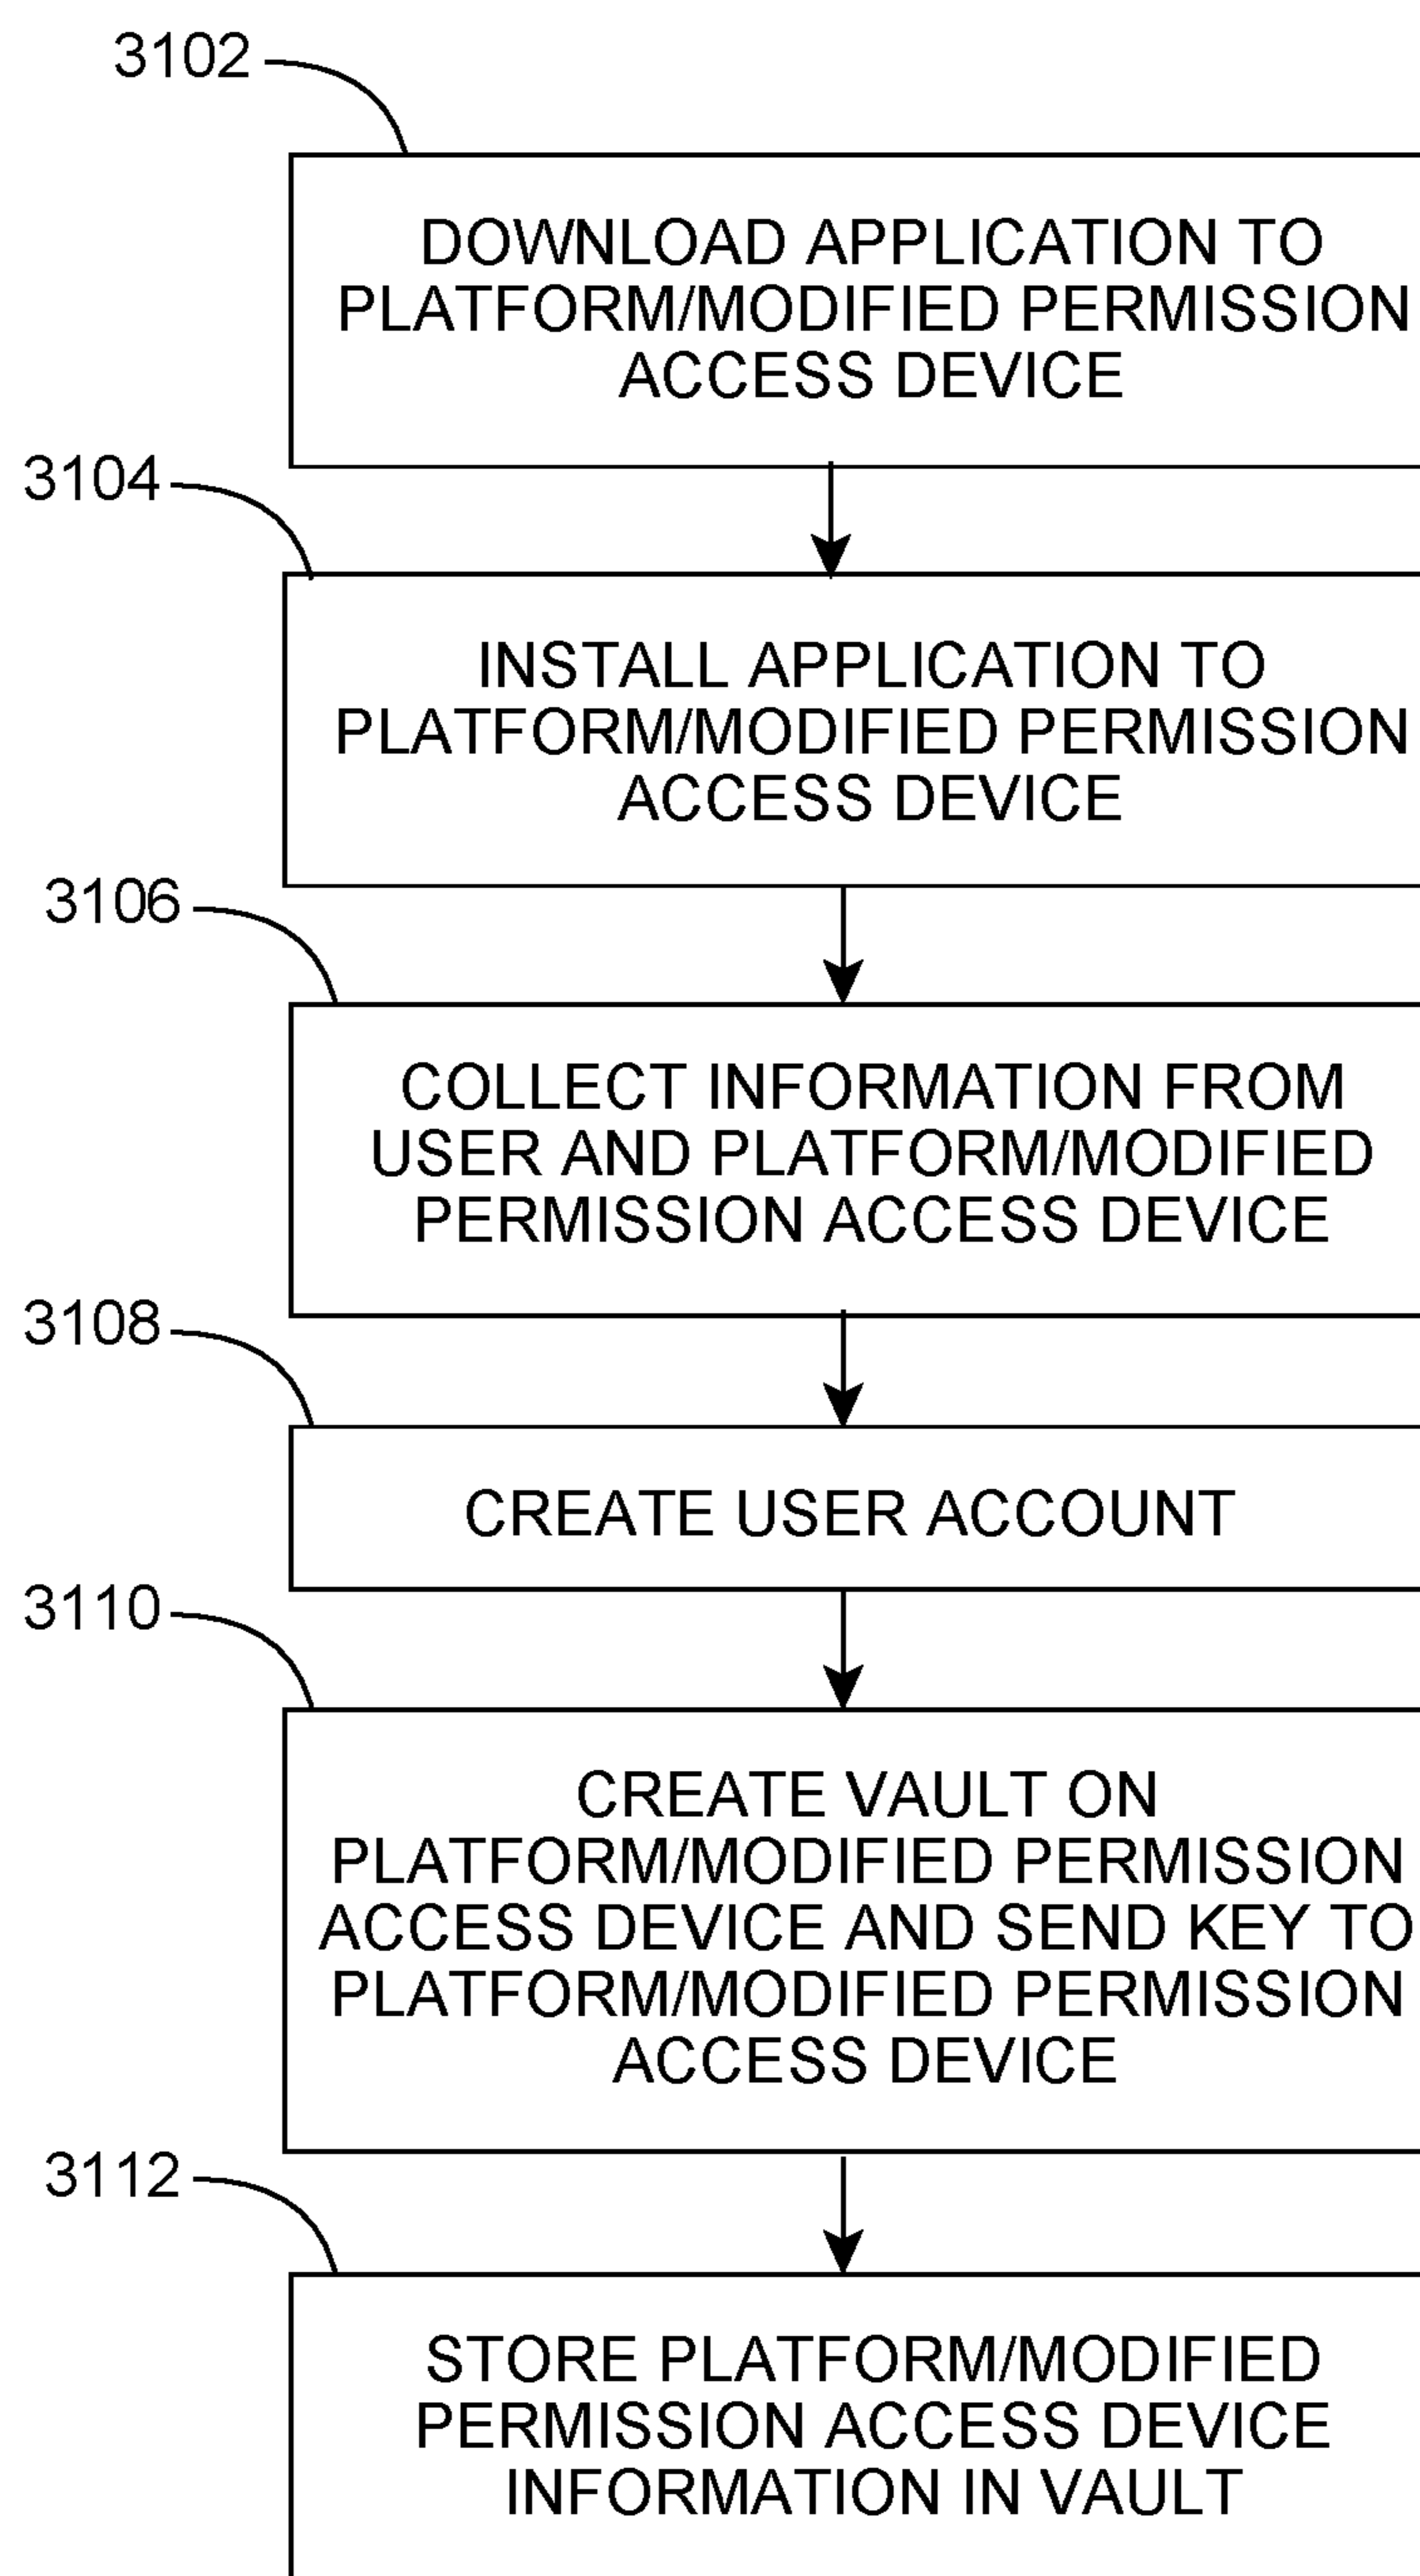 3102
DOWNLOAD APPLICATION TO
PLATFORM/MODIFIED PERMISSION
ACCESS DEVICE
3104
INSTALL APPLICATION TO
PLATFORM/MODIFIED PERMISSION
ACCESS DEVICE
3106
COLLECT INFORMATION FROM
USER AND PLATFORM/MODIFIED
PERMISSION ACCESS DEVICE
3108
CREATE USER ACCOUNT
3110
CREATE VAULT ON
PLATFORM/MODIFIED PERMISSION
ACCESS DEVICE AND SEND KEY TO
PLATFORM/MODIFIED PERMISSION
ACCESS DEVICE
3112
STORE PLATFORM/MODIFIED
PERMISSION ACCESS DEVICE
INFORMATION IN VAULT